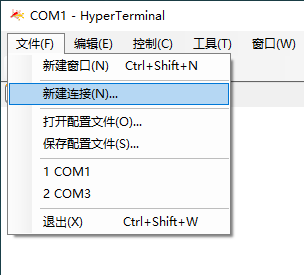 COM1 - HyperTerminal
文件(F) 编辑(E) 控制(C) 工具(T) 窗口(W)
新建窗口(N) Ctrl+Shift+N
新建连接(N)...
打开配置文件(O)...
保存配置文件(S)...
1 COM1
2 COM3
退出(X) Ctrl+Shift+W